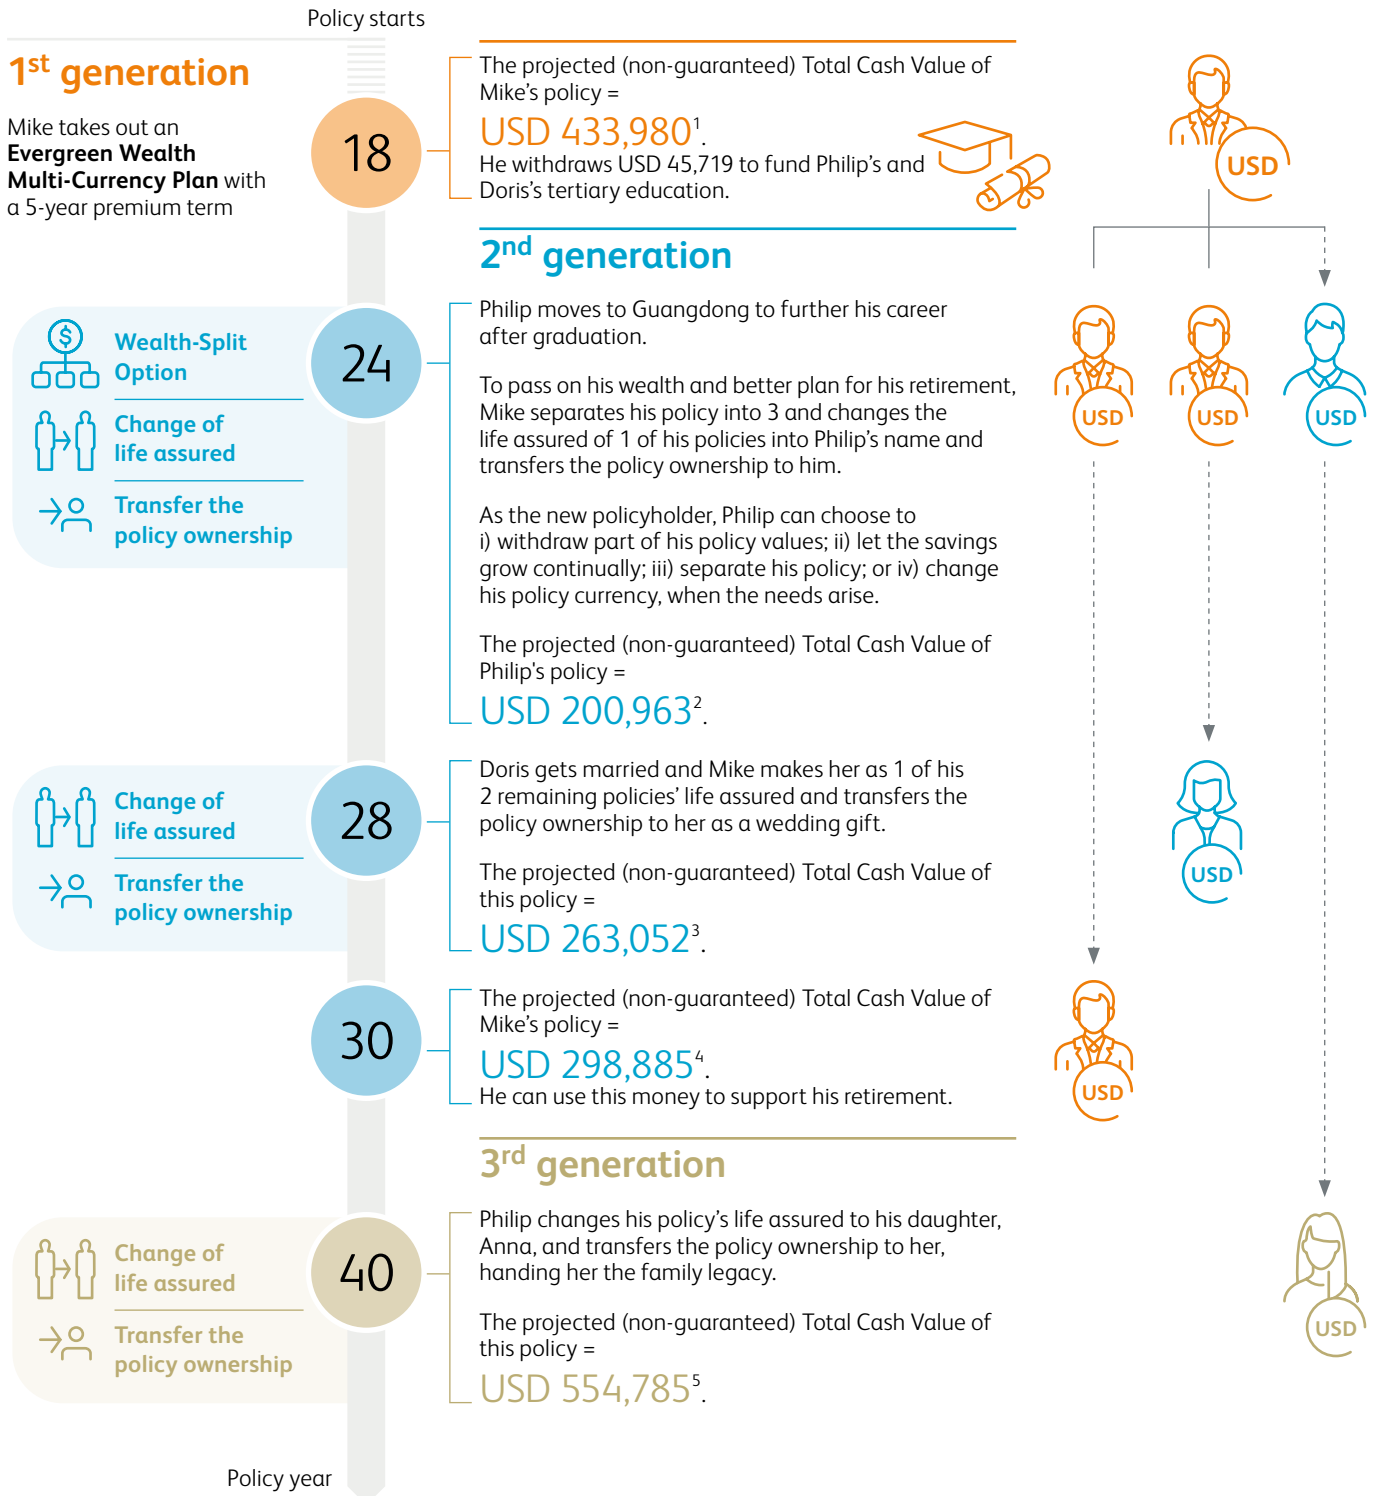 Policy starts
1st generation
Mike takes out an
Evergreen Wealth
Multi-Currency Plan with
a 5-year premium term
18
The projected (non-guaranteed) Total Cash Value of
Mike’s policy =
USD 433,980¹.
He withdraws USD 45,719 to fund Philip’s and
Doris’s tertiary education.
USD
2nd generation
Wealth-Split
Option
Change of
life assured
Transfer the
policy ownership
24
Philip moves to Guangdong to further his career
after graduation.
To pass on his wealth and better plan for his retirement,
Mike separates his policy into 3 and changes the
life assured of 1 of his policies into Philip’s name and
transfers the policy ownership to him.
As the new policyholder, Philip can choose to
i) withdraw part of his policy values; ii) let the savings
grow continually; iii) separate his policy; or iv) change
his policy currency, when the needs arise.
The projected (non-guaranteed) Total Cash Value of
Philip's policy =
USD 200,963².
USD
USD
USD
Change of
life assured
Transfer the
policy ownership
28
Doris gets married and Mike makes her as 1 of his
2 remaining policies’ life assured and transfers the
policy ownership to her as a wedding gift.
The projected (non-guaranteed) Total Cash Value of
this policy =
USD 263,052³.
USD
30
The projected (non-guaranteed) Total Cash Value of
Mike’s policy =
USD 298,885⁴.
He can use this money to support his retirement.
USD
3rd generation
Change of
life assured
Transfer the
policy ownership
40
Philip changes his policy’s life assured to his daughter,
Anna, and transfers the policy ownership to her,
handing her the family legacy.
The projected (non-guaranteed) Total Cash Value of
this policy =
USD 554,785⁵.
USD
Policy year